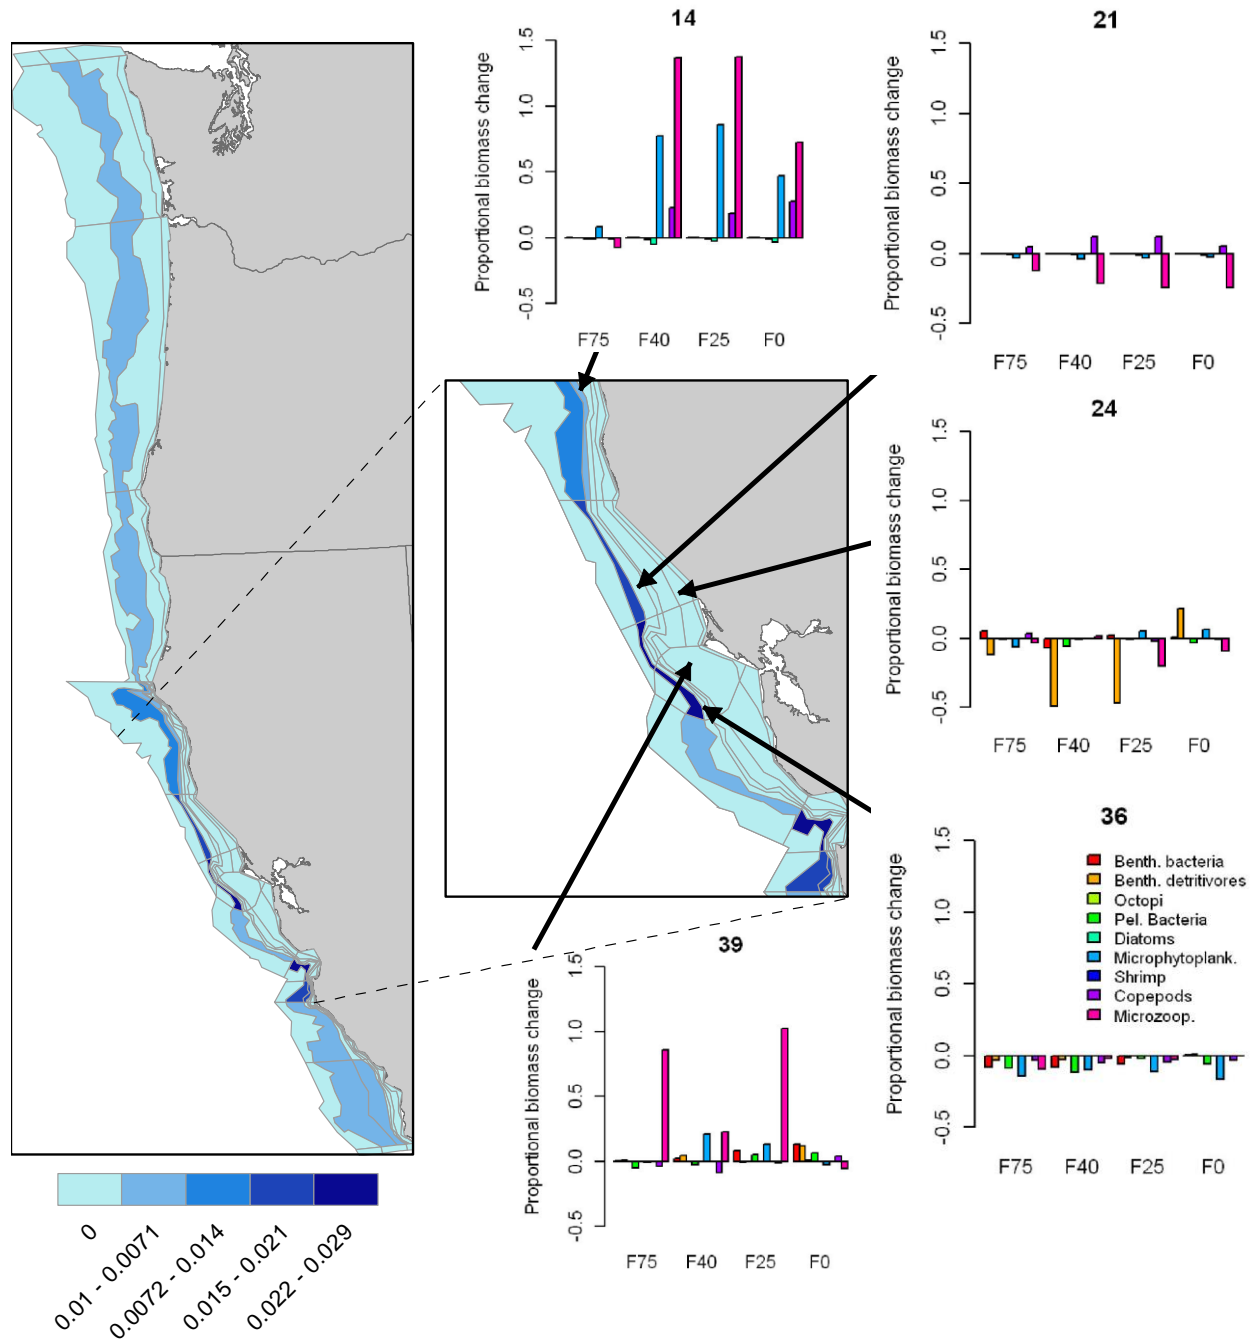 14
Proportional biomass change
1.5
1.0
0.5
0.0
-0.5
F75 F40 F25 F0
21
Proportional biomass change
1.5
1.0
0.5
0.0
-0.5
F75 F40 F25 F0
24
Proportional biomass change
1.5
1.0
0.5
0.0
-0.5
F75 F40 F25 F0
36
Proportional biomass change
1.5
1.0
0.5
0.0
-0.5
Benth. bacteria
Benth. detritivores
Octopi
Pel. Bacteria
Diatoms
Microphytoplank.
Shrimp
Copepods
Microzoop.
F75 F40 F25 F0
39
Proportional biomass change
1.5
1.0
0.5
0.0
-0.5
F75 F40 F25 F0
0
0.01 - 0.0071
0.0072 - 0.014
0.015 - 0.021
0.022 - 0.029